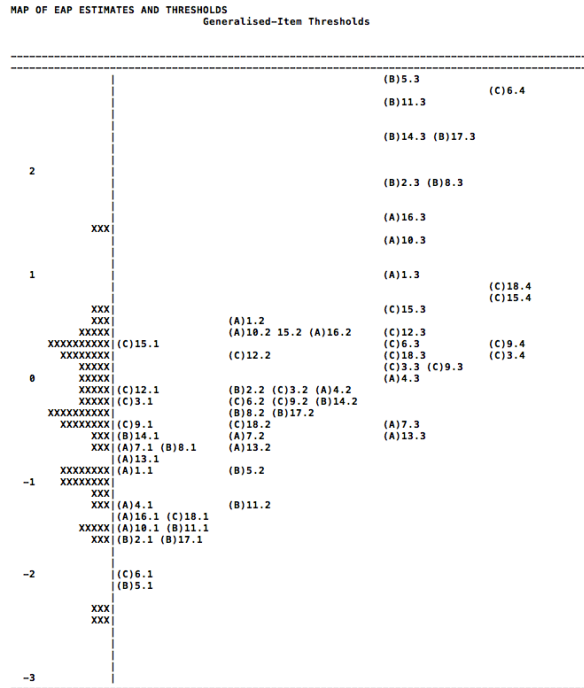 MAP OF EAP ESTIMATES AND THRESHOLDS
Generalised-Item Thresholds
--------------------------------------------------------------------------------
--------------------------------------------------------------------------------
| (B)5.3
| (C)6.4
| (B)11.3
|
|
| (B)14.3 (B)17.3
|
|
2 |
| (B)2.3 (B)8.3
|
|
| (A)16.3
XXX|
| (A)10.3
|
|
1 | (A)1.3
| (C)18.4
| (C)15.4
XXX| (C)15.3
XXX| (A)1.2
XXXXX| (A)10.2 15.2 (A)16.2 (C)12.3
XXXXXXXXXX|(C)15.1 (C)6.3 (C)9.4
XXXXXXXX| (C)12.2 (C)18.3 (C)3.4
XXXXX| (C)3.3 (C)9.3
0 XXXXX| (A)4.3
XXXXX|(C)12.1 (B)2.2 (C)3.2 (A)4.2
XXXXX|(C)3.1 (C)6.2 (C)9.2 (B)14.2
XXXXXXXXXX| (B)8.2 (B)17.2
XXXXXXXX|(C)9.1 (C)18.2 (A)7.3
XXX|(B)14.1 (A)7.2 (A)13.3
XXX|(A)7.1 (B)8.1 (A)13.2
|(A)13.1
XXXXXXXX|(A)1.1 (B)5.2
-1 XXXXXXXX|
XXX|
XXX|(A)4.1 (B)11.2
|(A)16.1 (C)18.1
XXXXX|(A)10.1 (B)11.1
XXX|(B)2.1 (B)17.1
|
|
-2 |(C)6.1
|(B)5.1
|
XXX|
XXX|
|
|
|
|
-3 |